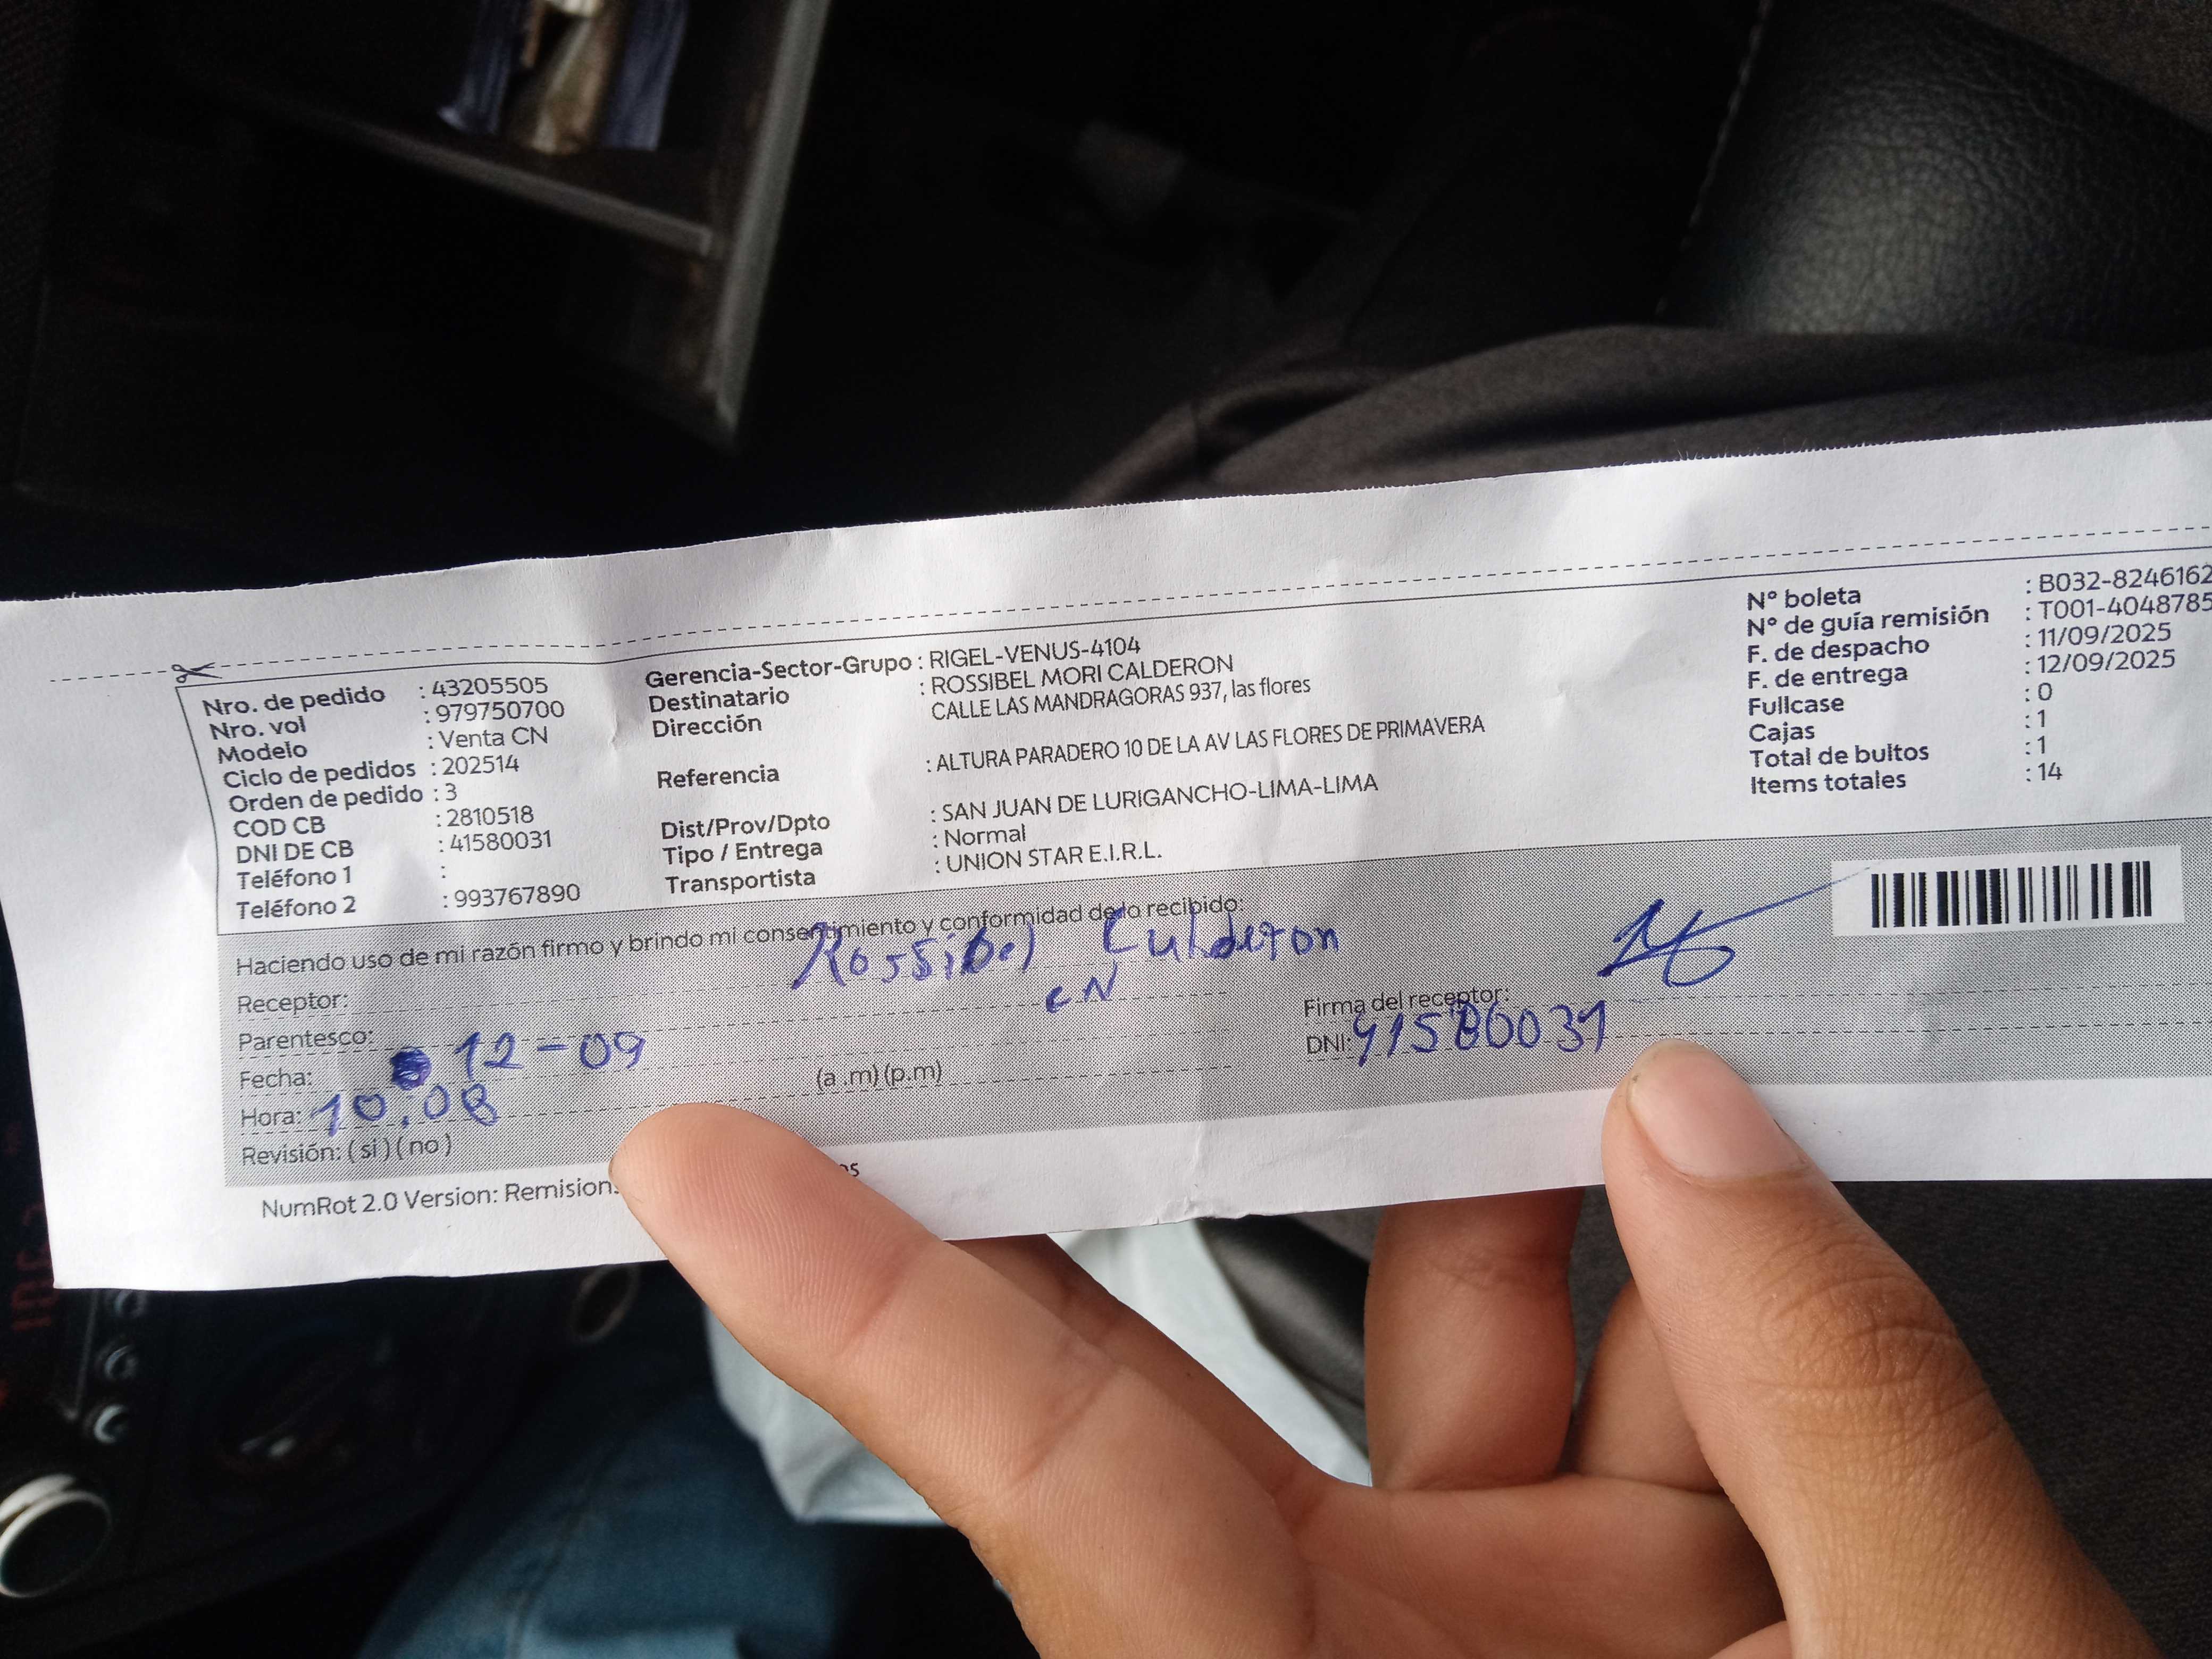 Nro. de pedido : 43205505
Nro. vol : 979750700
Modelo : Venta CN
Ciclo de pedidos : 202514
Orden de pedido : 3
COD CB : 2810518
DNI DE CB : 41580031
Teléfono 1 :
Teléfono 2 : 993767890
Gerencia-Sector-Grupo : RIGEL-VENUS-4104
Destinatario : ROSSIBEL MORI CALDERON
Dirección CALLE LAS MANDRAGORAS 937, las flores
Referencia : ALTURA PARADERO 10 DE LA AV LAS FLORES DE PRIMAVERA
Dist/Prov/Dpto : SAN JUAN DE LURIGANCHO-LIMA-LIMA
Tipo / Entrega : Normal
Transportista : UNION STAR E.I.R.L.
Nº boleta : B032-8246162
Nº de guía remisión : T001-4048785
F. de despacho : 11/09/2025
F. de entrega : 12/09/2025
Fullcase : 0
Cajas : 1
Total de bultos : 1
Items totales : 14
Haciendo uso de mi razón firmo y brindo mi consentimiento y conformidad de lo recibido:
Receptor: Rossibel Calderon
Parentesco: CN
Fecha: 12-09
Hora: 10:08 (a .m) (p.m)
Revisión: ( si ) ( no )
Firma del receptor:
DNI: 41580031
NumRot 2.0 Version: Remision